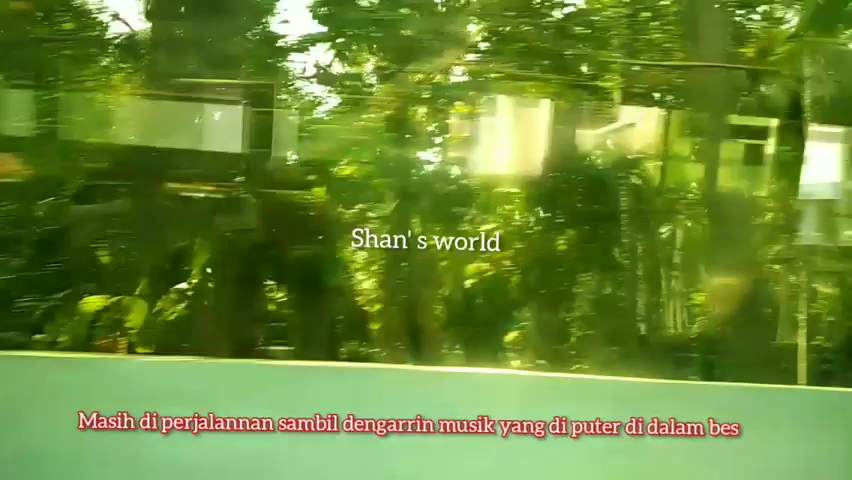 Shan' s world
Masih di perjalannan sambil dengarrin musik yang di puter di dalam bes